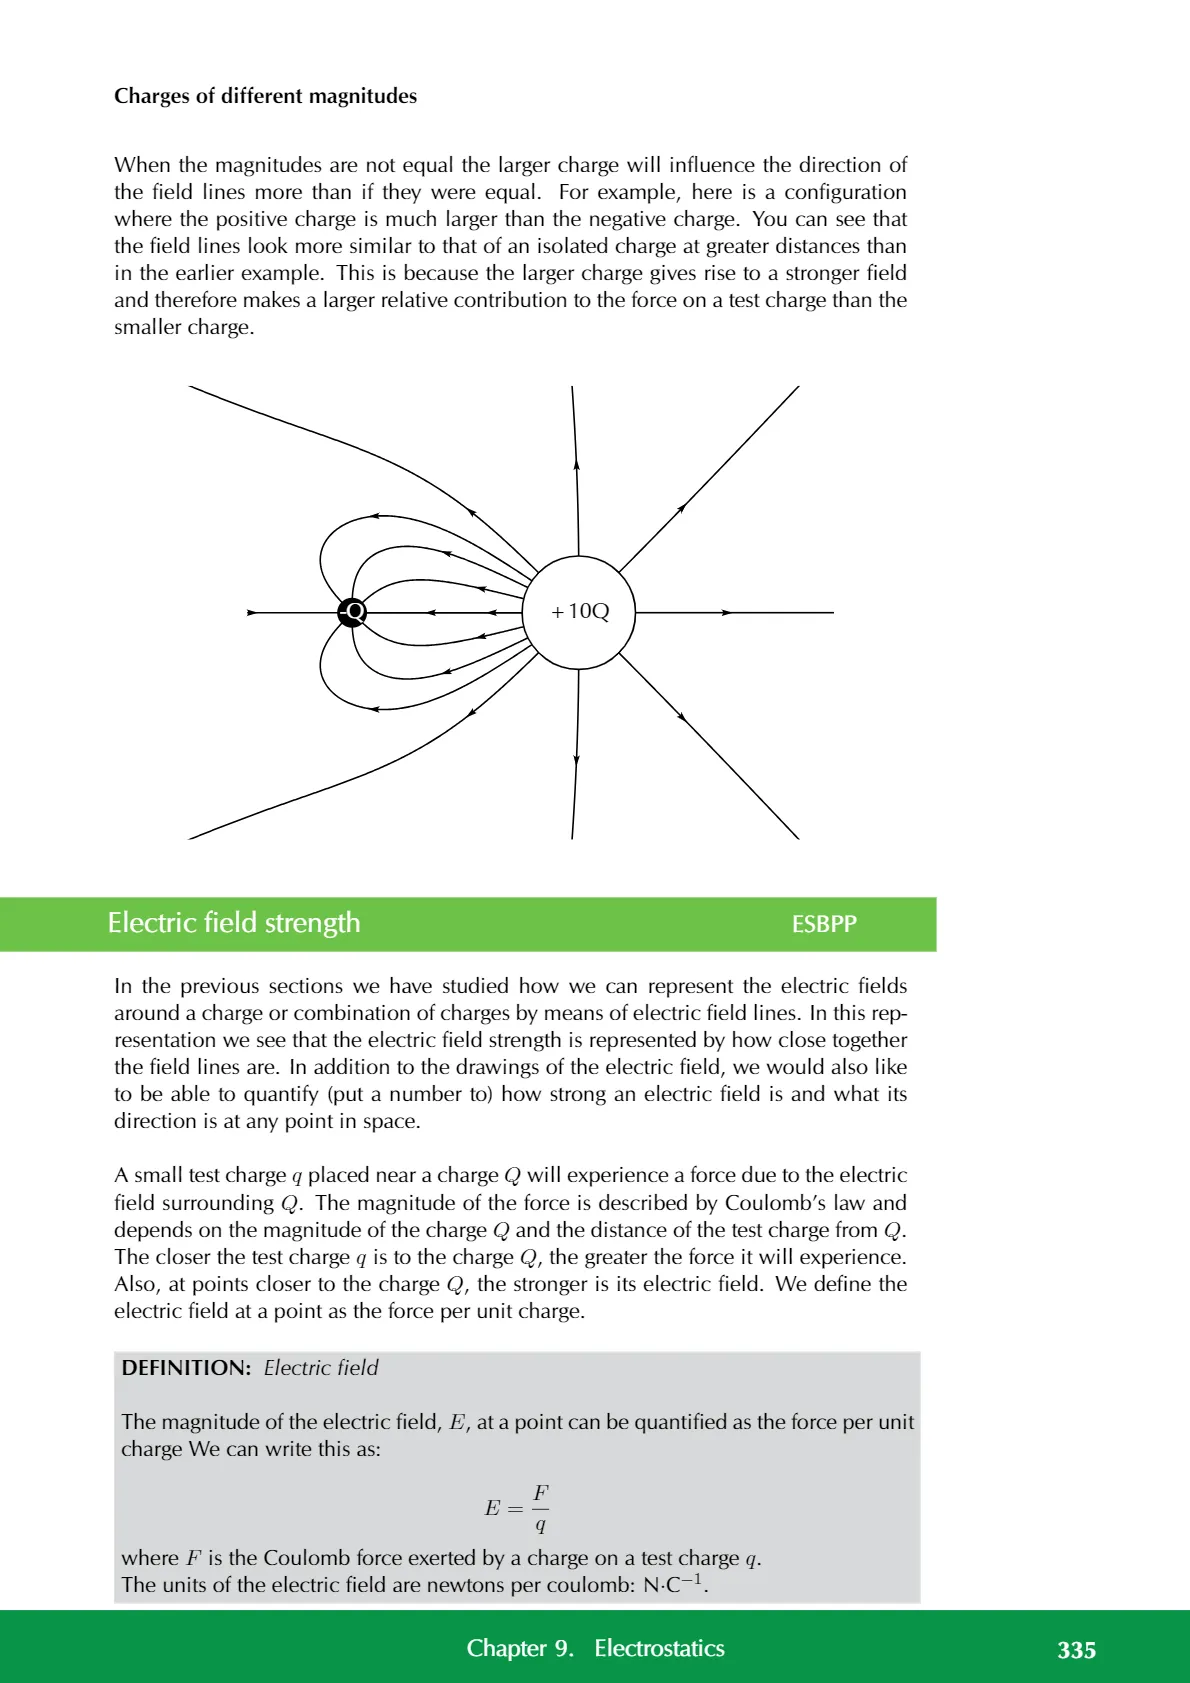 Charges of different magnitudes
When the magnitudes are not equal the larger charge will influence the direction of
the field lines more than if they were equal. For example, here is a configuration
where the positive charge is much larger than the negative charge. You can see that
the field lines look more similar to that of an isolated charge at greater distances than
in the earlier example. This is because the larger charge gives rise to a stronger field
and therefore makes a larger relative contribution to the force on a test charge than the
smaller charge.
-Q
+10Q
Electric field strength ESBPP
In the previous sections we have studied how we can represent the electric fields
around a charge or combination of charges by means of electric field lines. In this rep-
resentation we see that the electric field strength is represented by how close together
the field lines are. In addition to the drawings of the electric field, we would also like
to be able to quantify (put a number to) how strong an electric field is and what its
direction is at any point in space.
A small test charge q placed near a charge Q will experience a force due to the electric
field surrounding Q. The magnitude of the force is described by Coulomb's law and
depends on the magnitude of the charge Q and the distance of the test charge from Q.
The closer the test charge q is to the charge Q, the greater the force it will experience.
Also, at points closer to the charge Q, the stronger is its electric field. We define the
electric field at a point as the force per unit charge.
DEFINITION: Electric field
The magnitude of the electric field, E, at a point can be quantified as the force per unit
charge We can write this as:
E = F/q
where F is the Coulomb force exerted by a charge on a test charge q.
The units of the electric field are newtons per coulomb: N·C⁻¹.
Chapter 9. Electrostatics 335